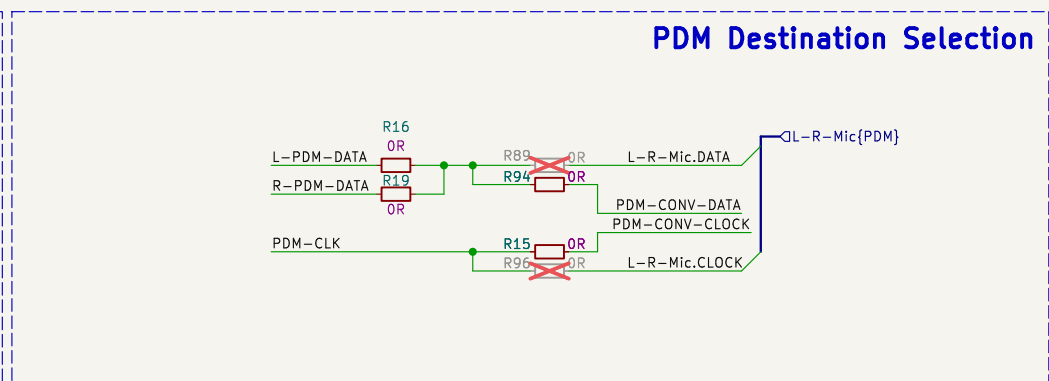 PDM Destination Selection
R16
0R
L-PDM-DATA
R19
R-PDM-DATA
0R
R89
0R
L-R-Mic.DATA
L-R-Mic{PDM}
R94
0R
PDM-CONV-DATA
PDM-CONV-CLOCK
PDM-CLK
R15
0R
R96
0R
L-R-Mic.CLOCK